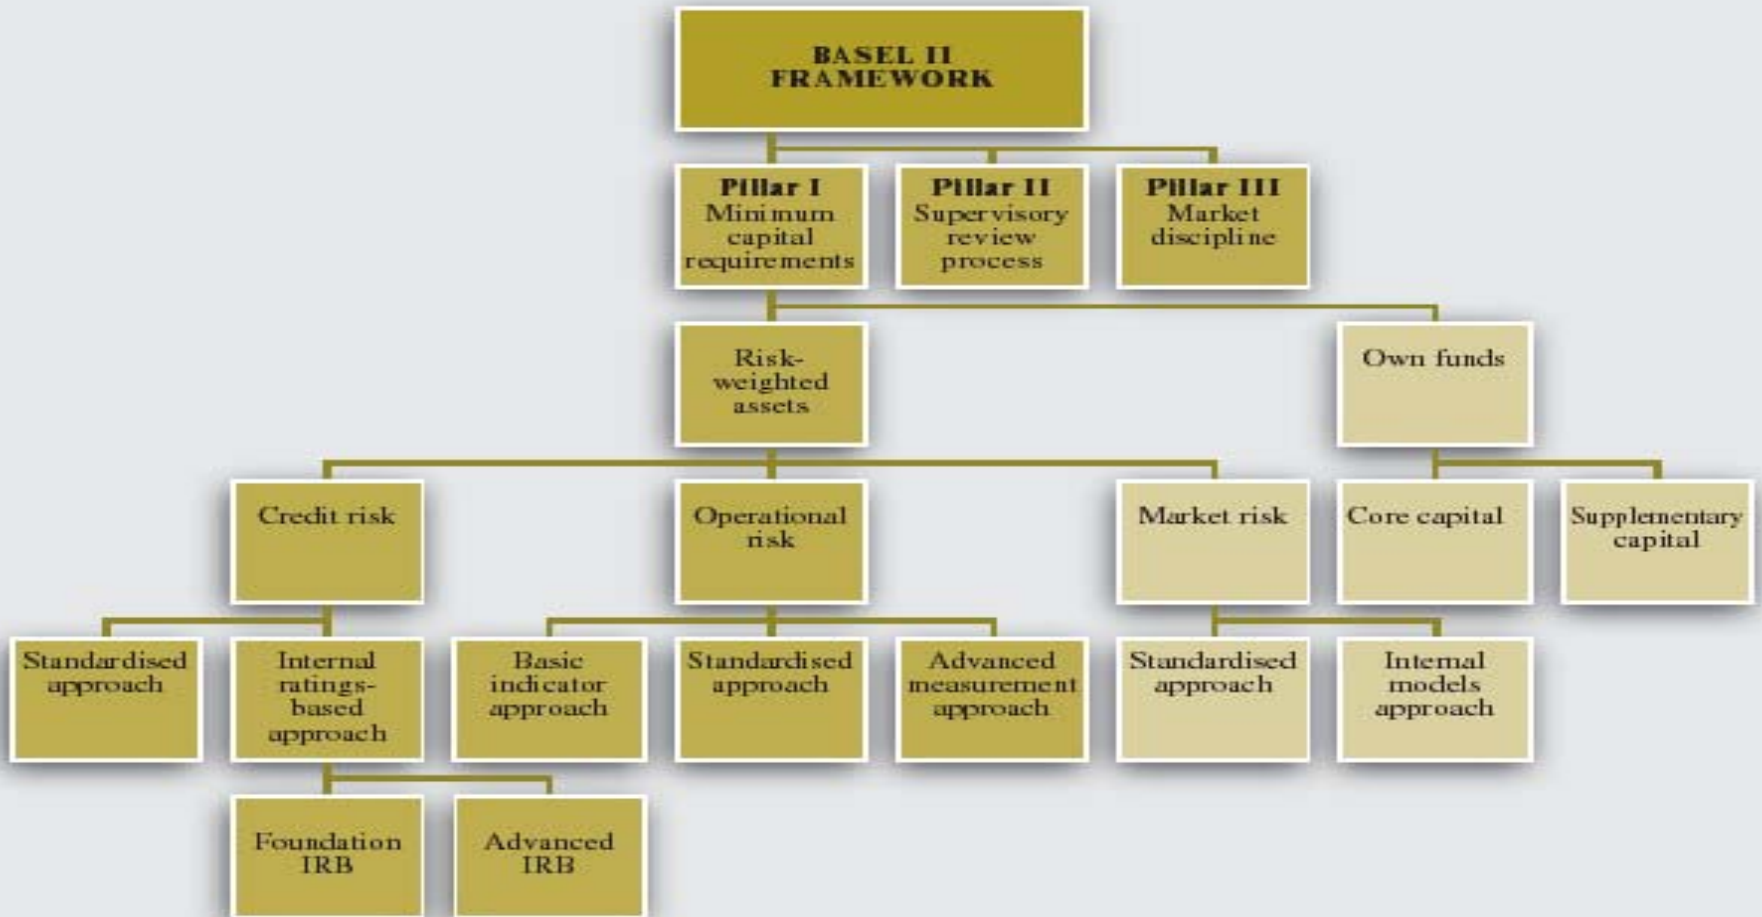 BASEL II
FRAMEWORK
Pillar I
Minimum
capital
requirements
Pillar II
Supervisory
review
process
Pillar III
Market
discipline
Risk-
weighted
assets
Own funds
Credit risk
Operational
risk
Market risk
Core capital
Supplementary
capital
Standardised
approach
Internal
ratings-
based
approach
Basic
indicator
approach
Standardised
approach
Advanced
measurement
approach
Standardised
approach
Internal
models
approach
Foundation
IRB
Advanced
IRB